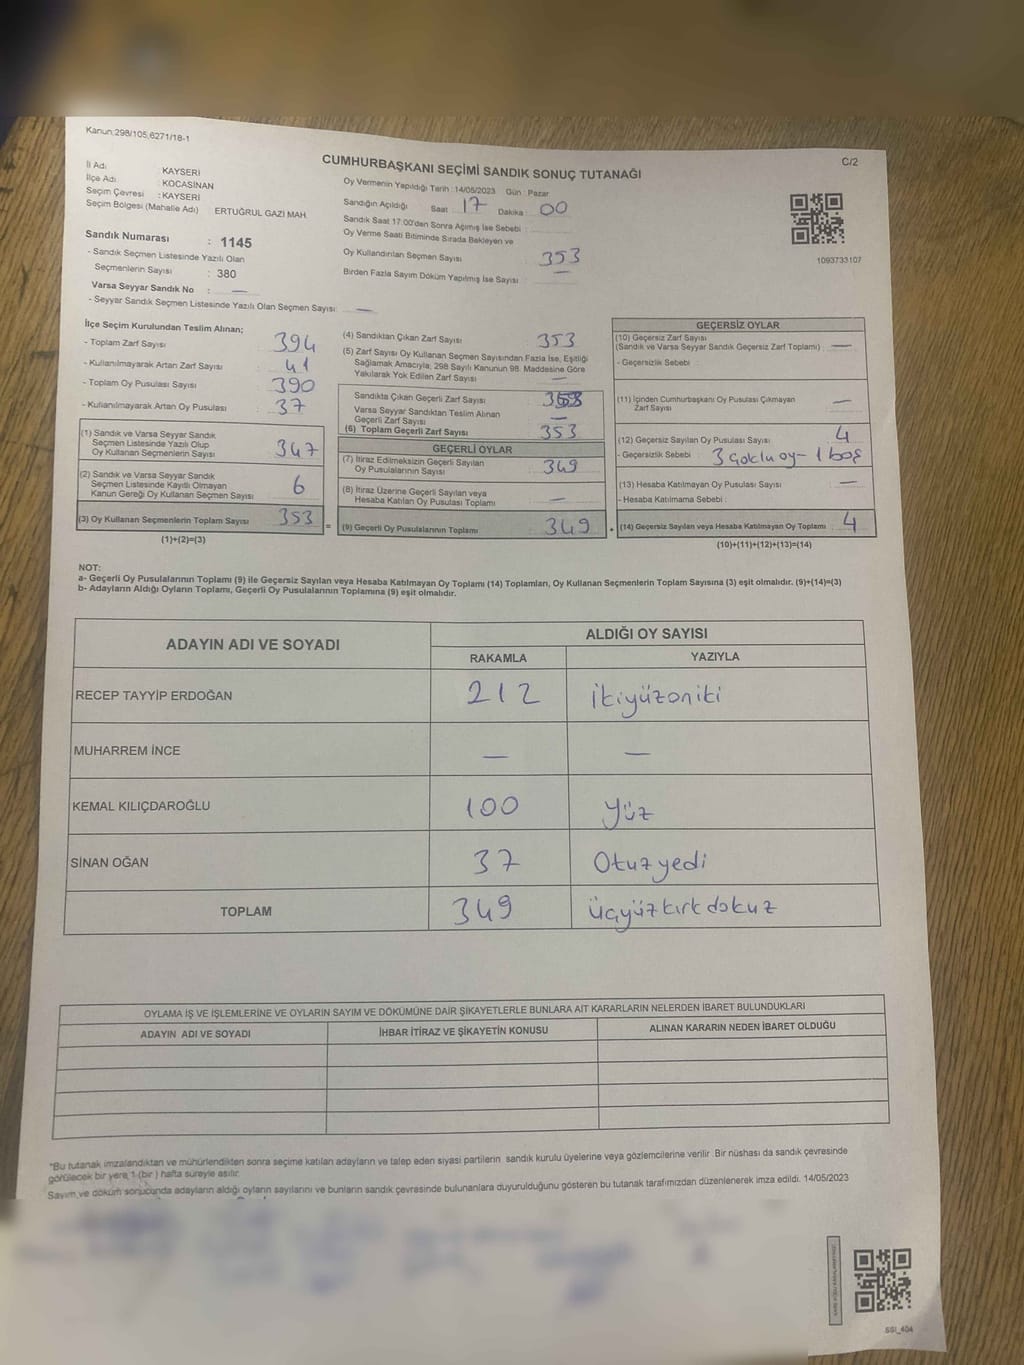 Kanun:298/105,6271/18-1
C/2
CUMHURBAŞKANI SEÇİMİ SANDIK SONUÇ TUTANAĞI
İl Adı : KAYSERİ
İlçe Adı : KOCASİNAN
Seçim Çevresi : KAYSERİ
Seçim Bölgesi (Mahalle Adı) ERTUĞRUL GAZI MAH.
Sandık Numarası : 1145
- Sandık Seçmen Listesinde Yazılı Olan
Seçmenlerin Sayısı : 380
Varsa Seyyar Sandık No : —
- Seyyar Sandık Seçmen Listesinde Yazılı Olan Seçmen Sayısı: —
Oy Vermenin Yapıldığı Tarih :14/05/2023 Gün : Pazar
Sandığın Açıldığı Saat : 17 Dakika : 00
Sandık Saat 17:00'dan Sonra Açılmış İse Sebebi :
Oy Verme Saati Bitiminde Sırada Bekleyen ve
Oy Kullandırılan Seçmen Sayısı : 353
Birden Fazla Sayım Döküm Yapılmış İse Sayısı : —
1093733107
İlçe Seçim Kurulundan Teslim Alınan;
- Toplam Zarf Sayısı : 394
- Kullanılmayarak Artan Zarf Sayısı : 41
- Toplam Oy Pusulası Sayısı : 390
- Kullanılmayarak Artan Oy Pusulası : 37
(1) Sandık ve Varsa Seyyar Sandık
Seçmen Listesinde Yazılı Olup
Oy Kullanan Seçmenlerin Sayısı : 347
(2) Sandık ve Varsa Seyyar Sandık
Seçmen Listesinde Kayıtlı Olmayan
Kanun Gereği Oy Kullanan Seçmen Sayısı : 6
(3) Oy Kullanan Seçmenlerin Toplam Sayısı : 353 =
(1)+(2)=(3)
(4) Sandıktan Çıkan Zarf Sayısı : 353
(5) Zarf Sayısı Oy Kullanan Seçmen Sayısından Fazla İse, Eşitliği
Sağlamak Amacıyla, 298 Sayılı Kanunun 98. Maddesine Göre
Yakılarak Yok Edilen Zarf Sayısı : —
Sandıkta Çıkan Geçerli Zarf Sayısı :
Varsa Seyyar Sandıktan Teslim Alınan
Geçerli Zarf Sayısı : —
(6) Toplam Geçerli Zarf Sayısı : 353
GEÇERLİ OYLAR
(7) İtiraz Edilmeksizin Geçerli Sayılan
Oy Pusulalarının Sayısı : 349
(8) İtiraz Üzerine Geçerli Sayılan veya
Hesaba Katılan Oy Pusulası Toplamı : —
(9) Geçerli Oy Pusulalarının Toplamı : 349 +
GEÇERSİZ OYLAR
(10) Geçersiz Zarf Sayısı
(Sandık ve Varsa Seyyar Sandık Geçersiz Zarf Toplamı) : —
- Geçersizlik Sebebi :
(11) İçinden Cumhurbaşkanı Oy Pusulası Çıkmayan
Zarf Sayısı : —
(12) Geçersiz Sayılan Oy Pusulası Sayısı : 4
- Geçersizlik Sebebi : 3 çoklu oy - 1 boş
(13) Hesaba Katılmayan Oy Pusulası Sayısı : —
- Hesaba Katılmama Sebebi :
(14) Geçersiz Sayılan veya Hesaba Katılmayan Oy Toplamı : 4
(10)+(11)+(12)+(13)=(14)
NOT:
a- Geçerli Oy Pusulalarının Toplamı (9) ile Geçersiz Sayılan veya Hesaba Katılmayan Oy Toplamı (14) Toplamları, Oy Kullanan Seçmenlerin Toplam Sayısına (3) eşit olmalıdır. (9)+(14)=(3)
b- Adayların Aldığı Oyların Toplamı, Geçerli Oy Pusulalarının Toplamına (9) eşit olmalıdır.
ADAYIN ADI VE SOYADI
ALDIĞI OY SAYISI
RAKAMLA YAZIYLA
RECEP TAYYİP ERDOĞAN 212 ikiyüzoniki
MUHARREM İNCE — —
KEMAL KILIÇDAROĞLU 100 yüz
SİNAN OĞAN 37 Otuzyedi
TOPLAM 349 üçyüzkırkdokuz
OYLAMA İŞ VE İŞLEMLERİNE VE OYLARIN SAYIM VE DÖKÜMÜNE DAİR ŞİKAYETLERLE BUNLARA AİT KARARLARIN NELERDEN İBARET BULUNDUKLARI
ADAYIN ADI VE SOYADI İHBAR İTİRAZ VE ŞİKAYETİN KONUSU ALINAN KARARIN NEDEN İBARET OLDUĞU
"Bu tutanak imzalandıktan ve mühürlendikten sonra seçime katılan adayların ve talep eden siyasi partilerin sandık kurulu üyelerine veya gözlemcilerine verilir. Bir nüshası da sandık çevresinde
görülecek bir yere 1 (bir ) hafta süreyle asılır.
Sayım ve döküm sonucunda adayların aldığı oyların sayılarını ve bunların sandık çevresinde bulunanlara duyurulduğunu gösteren bu tutanak tarafımızdan düzenlenerek imza edildi. 14/05/2023
SSI_404